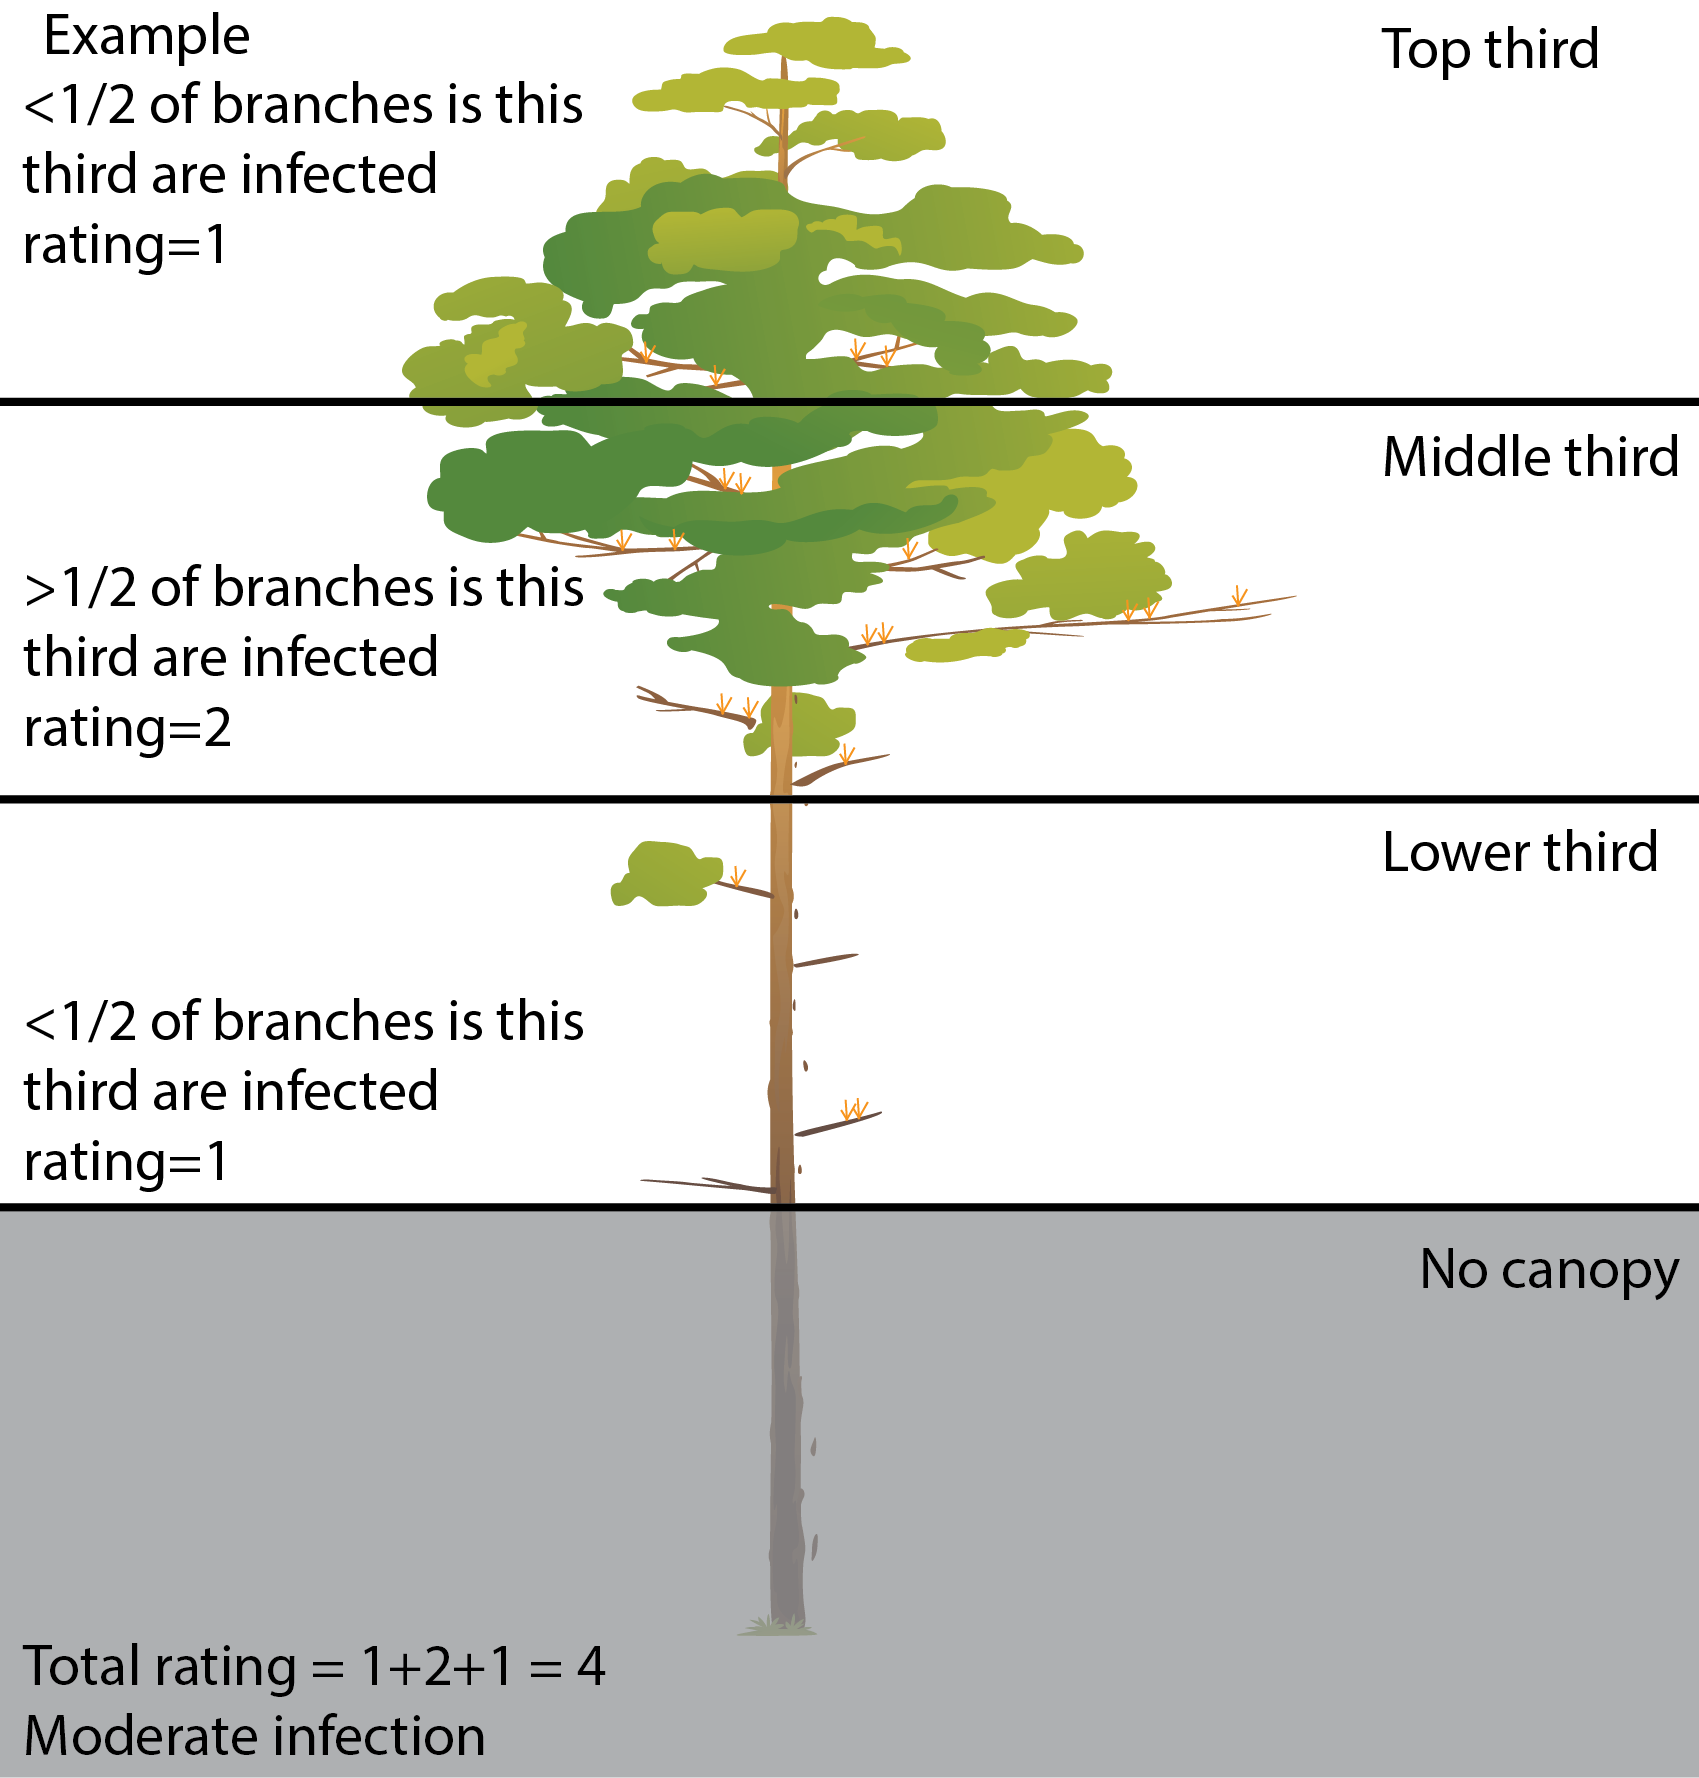 Example
Top third
<1/2 of branches is this
third are infected
rating=1
Middle third
>1/2 of branches is this
third are infected
rating=2
Lower third
<1/2 of branches is this
third are infected
rating=1
No canopy
Total rating = 1+2+1 = 4
Moderate infection